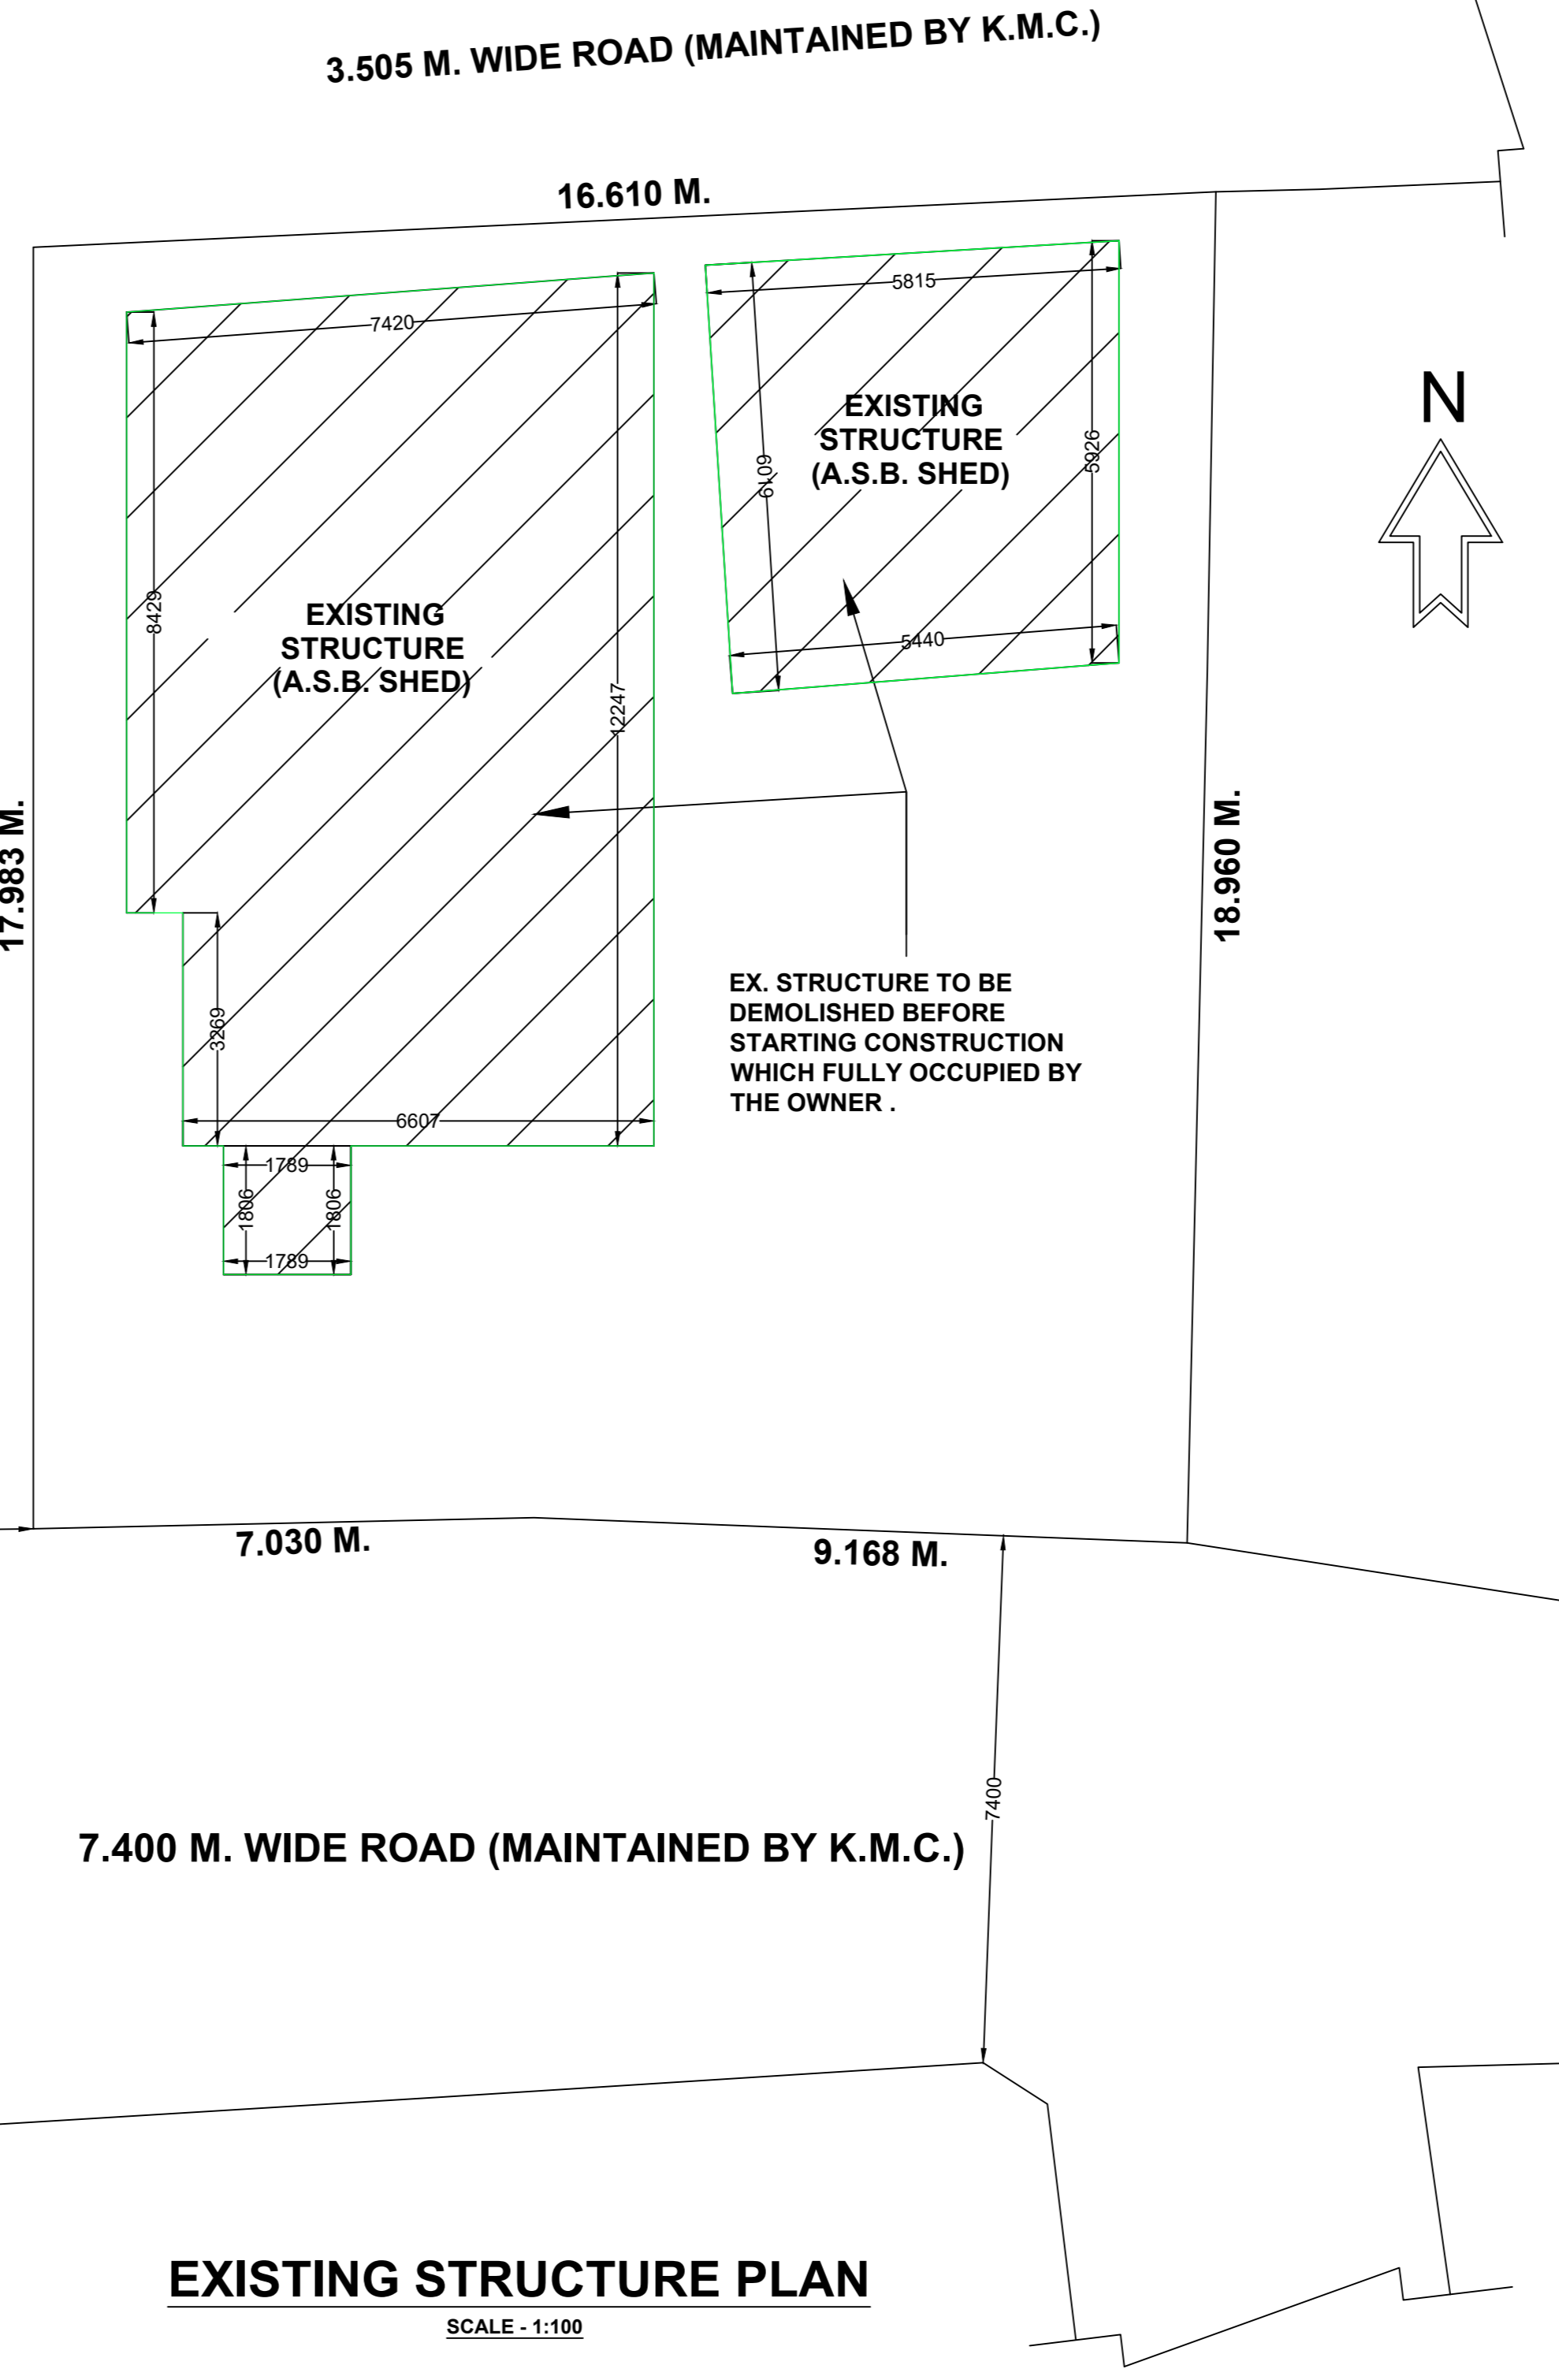 3.505 M. WIDE ROAD (MAINTAINED BY K.M.C.)
16.610 M.
5815
7420
N
EXISTING
STRUCTURE
(A.S.B. SHED)
5926
6019
8429
EXISTING
STRUCTURE
(A.S.B. SHED)
5440
12247
17.983 M.
18.960 M.
EX. STRUCTURE TO BE
DEMOLISHED BEFORE
STARTING CONSTRUCTION
WHICH FULLY OCCUPIED BY
THE OWNER .
3269
6607
1789
1806
1806
1789
7.030 M.
9.168 M.
7400
7.400 M. WIDE ROAD (MAINTAINED BY K.M.C.)
EXISTING STRUCTURE PLAN
SCALE - 1:100